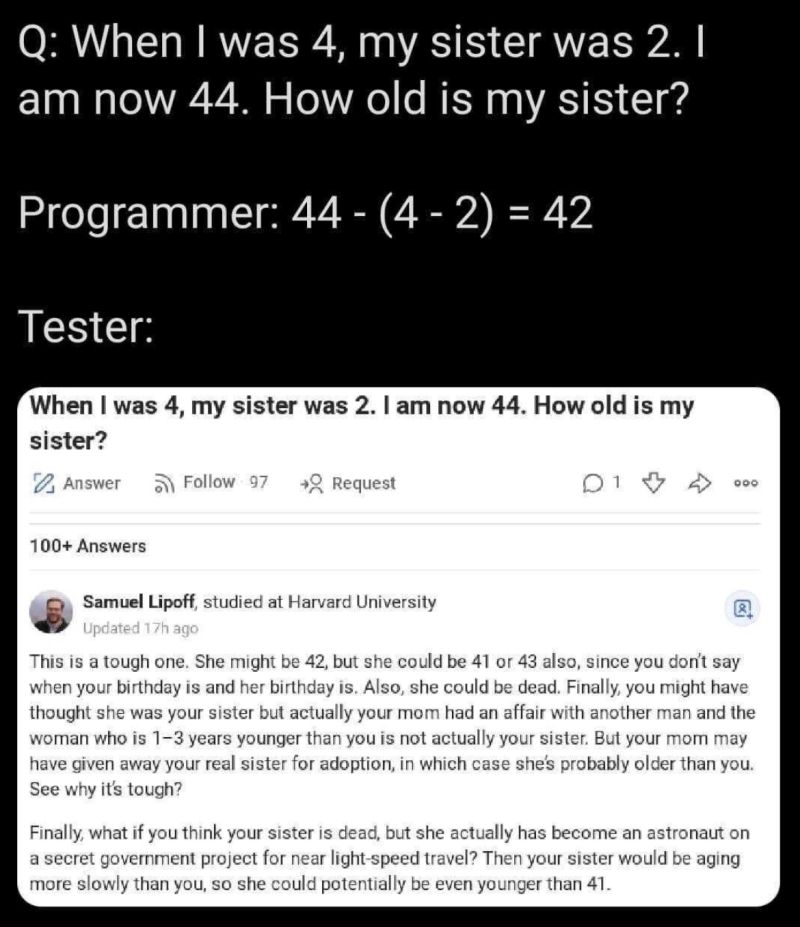 Q: When I was 4, my sister was 2. I
am now 44. How old is my sister?
Programmer: 44 - (4 - 2) = 42
Tester:
When I was 4, my sister was 2. I am now 44. How old is my
sister?
Answer Follow · 97 Request 1
100+ Answers
Samuel Lipoff, studied at Harvard University
Updated 17h ago
This is a tough one. She might be 42, but she could be 41 or 43 also, since you don't say
when your birthday is and her birthday is. Also, she could be dead. Finally, you might have
thought she was your sister but actually your mom had an affair with another man and the
woman who is 1–3 years younger than you is not actually your sister. But your mom may
have given away your real sister for adoption, in which case she's probably older than you.
See why it's tough?
Finally, what if you think your sister is dead, but she actually has become an astronaut on
a secret government project for near light-speed travel? Then your sister would be aging
more slowly than you, so she could potentially be even younger than 41.